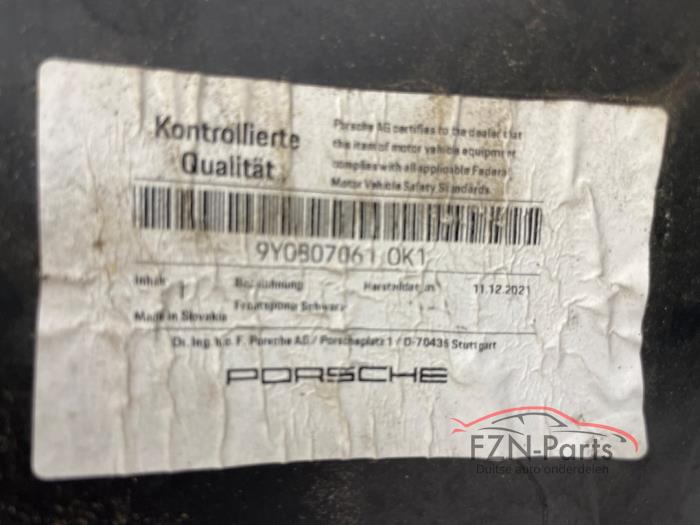 Kontrollierte
Qualität
Porsche AG certifies to the dealer that
this item of motor vehicle equipment
complies with all applicable Federal
Motor Vehicle Safety Standards
9Y0807061 0K1
Inhalt Bezeichnung Herstelldatum 11.12.2021
1 Frontspoiler Schwarz
Made in Slovakia
Dr. Ing. h.c. F. Porsche AG / Porscheplatz 1 / D-70435 Stuttgart
PORSCHE
FZN-Parts
Duitse auto onderdelen